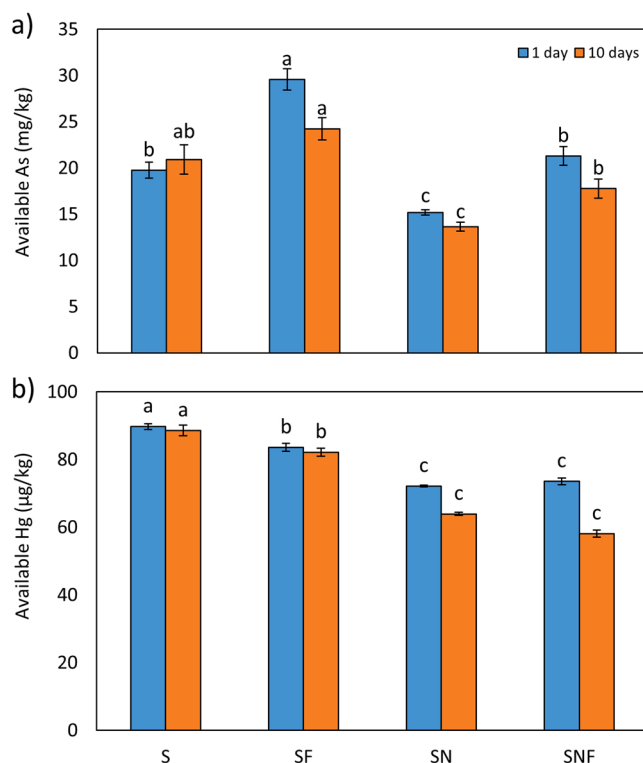 a)
Available As (mg/kg)
35
30
25
20
15
10
5
0
1 day
10 days
b
ab
a
a
c
c
b
b
b)
Available Hg (µg/kg)
100
80
60
40
20
0
a
a
b
b
c
c
c
c
S
SF
SN
SNF